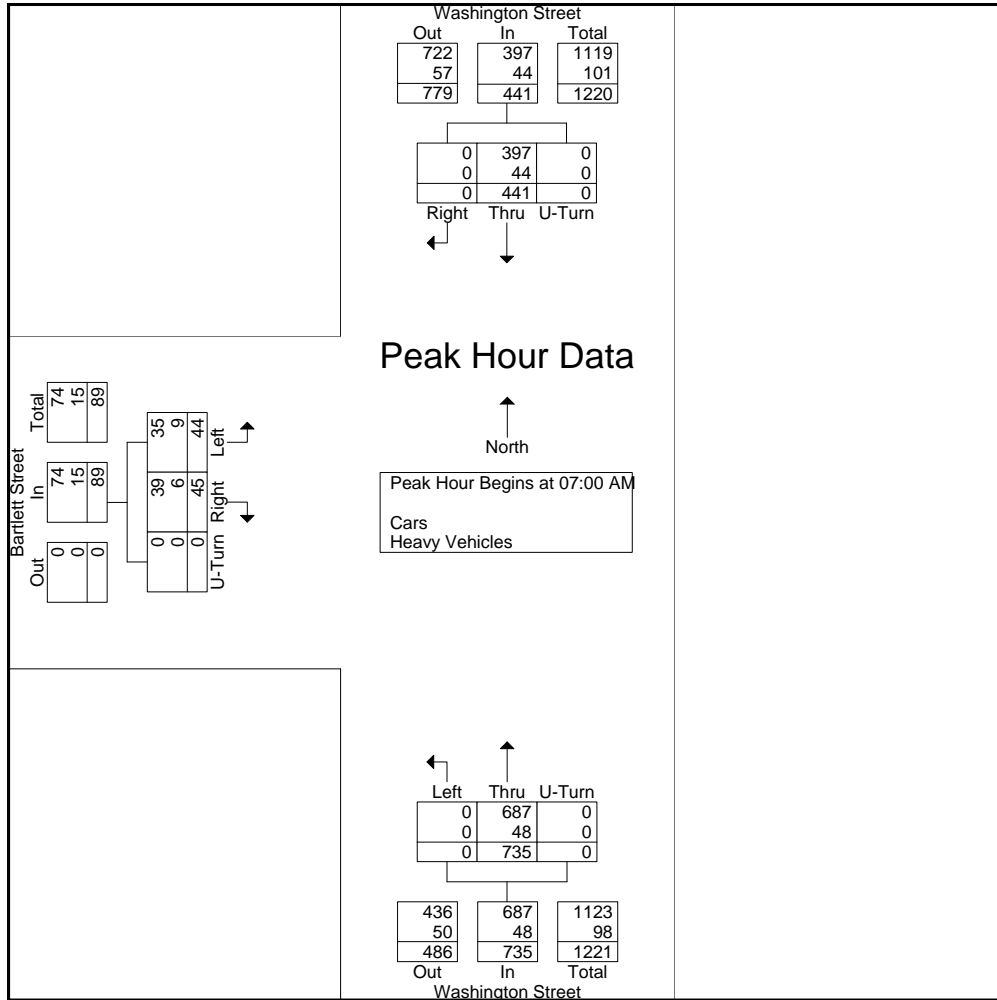 Washington Street
Out In Total
722 397 1119
57 44 101
779 441 1220
0 397 0
0 44 0
0 441 0
Right Thru U-Turn
Peak Hour Data
North
Peak Hour Begins at 07:00 AM
Cars
Heavy Vehicles
Bartlett Street
Out In Total
0 74 74
0 15 15
0 89 89
0 39 35
0 6 9
0 45 44
U-Turn Right Left
Left Thru U-Turn
0 687 0
0 48 0
0 735 0
436 687 1123
50 48 98
486 735 1221
Out In Total
Washington Street